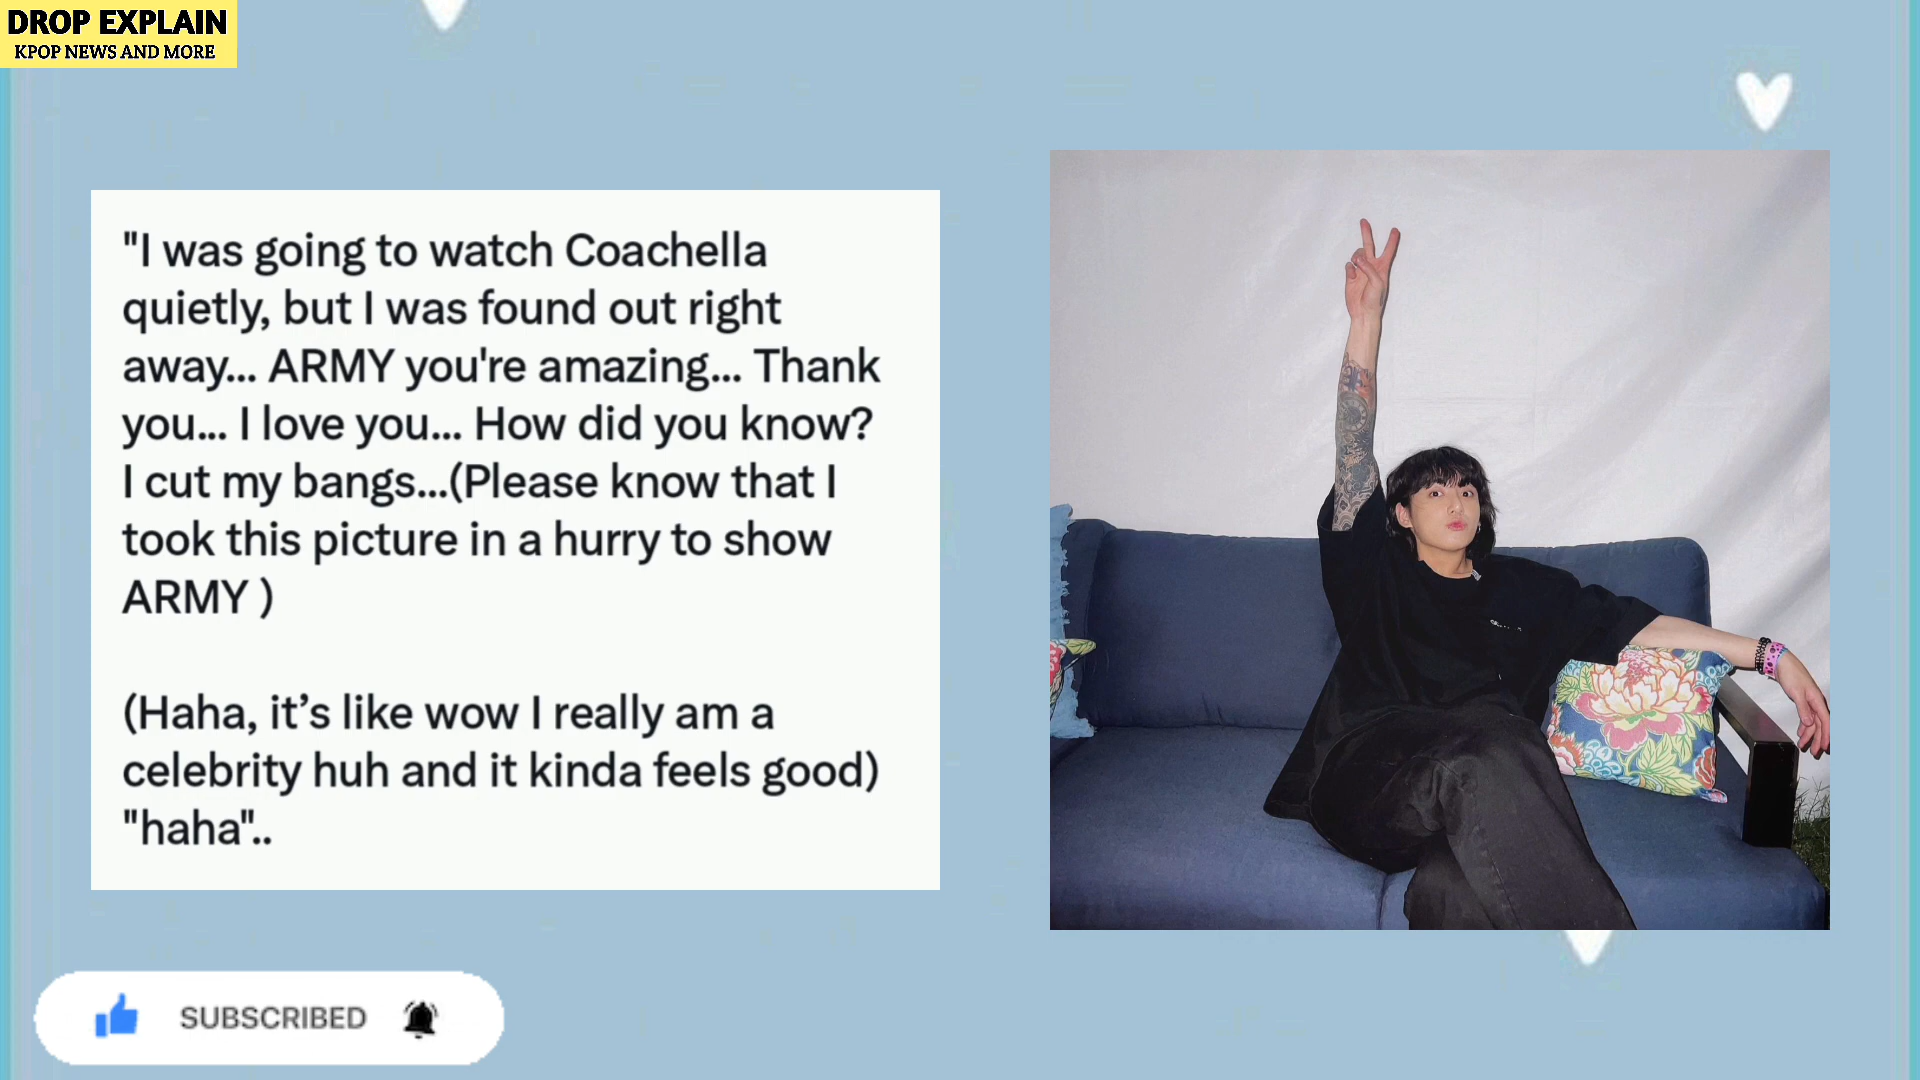 DROP EXPLAIN
KPOP NEWS AND MORE
"I was going to watch Coachella
quietly, but I was found out right
away... ARMY you're amazing... Thank
you... I love you... How did you know?
I cut my bangs...(Please know that I
took this picture in a hurry to show
ARMY )
(Haha, it’s like wow I really am a
celebrity huh and it kinda feels good)
"haha"..
SUBSCRIBED